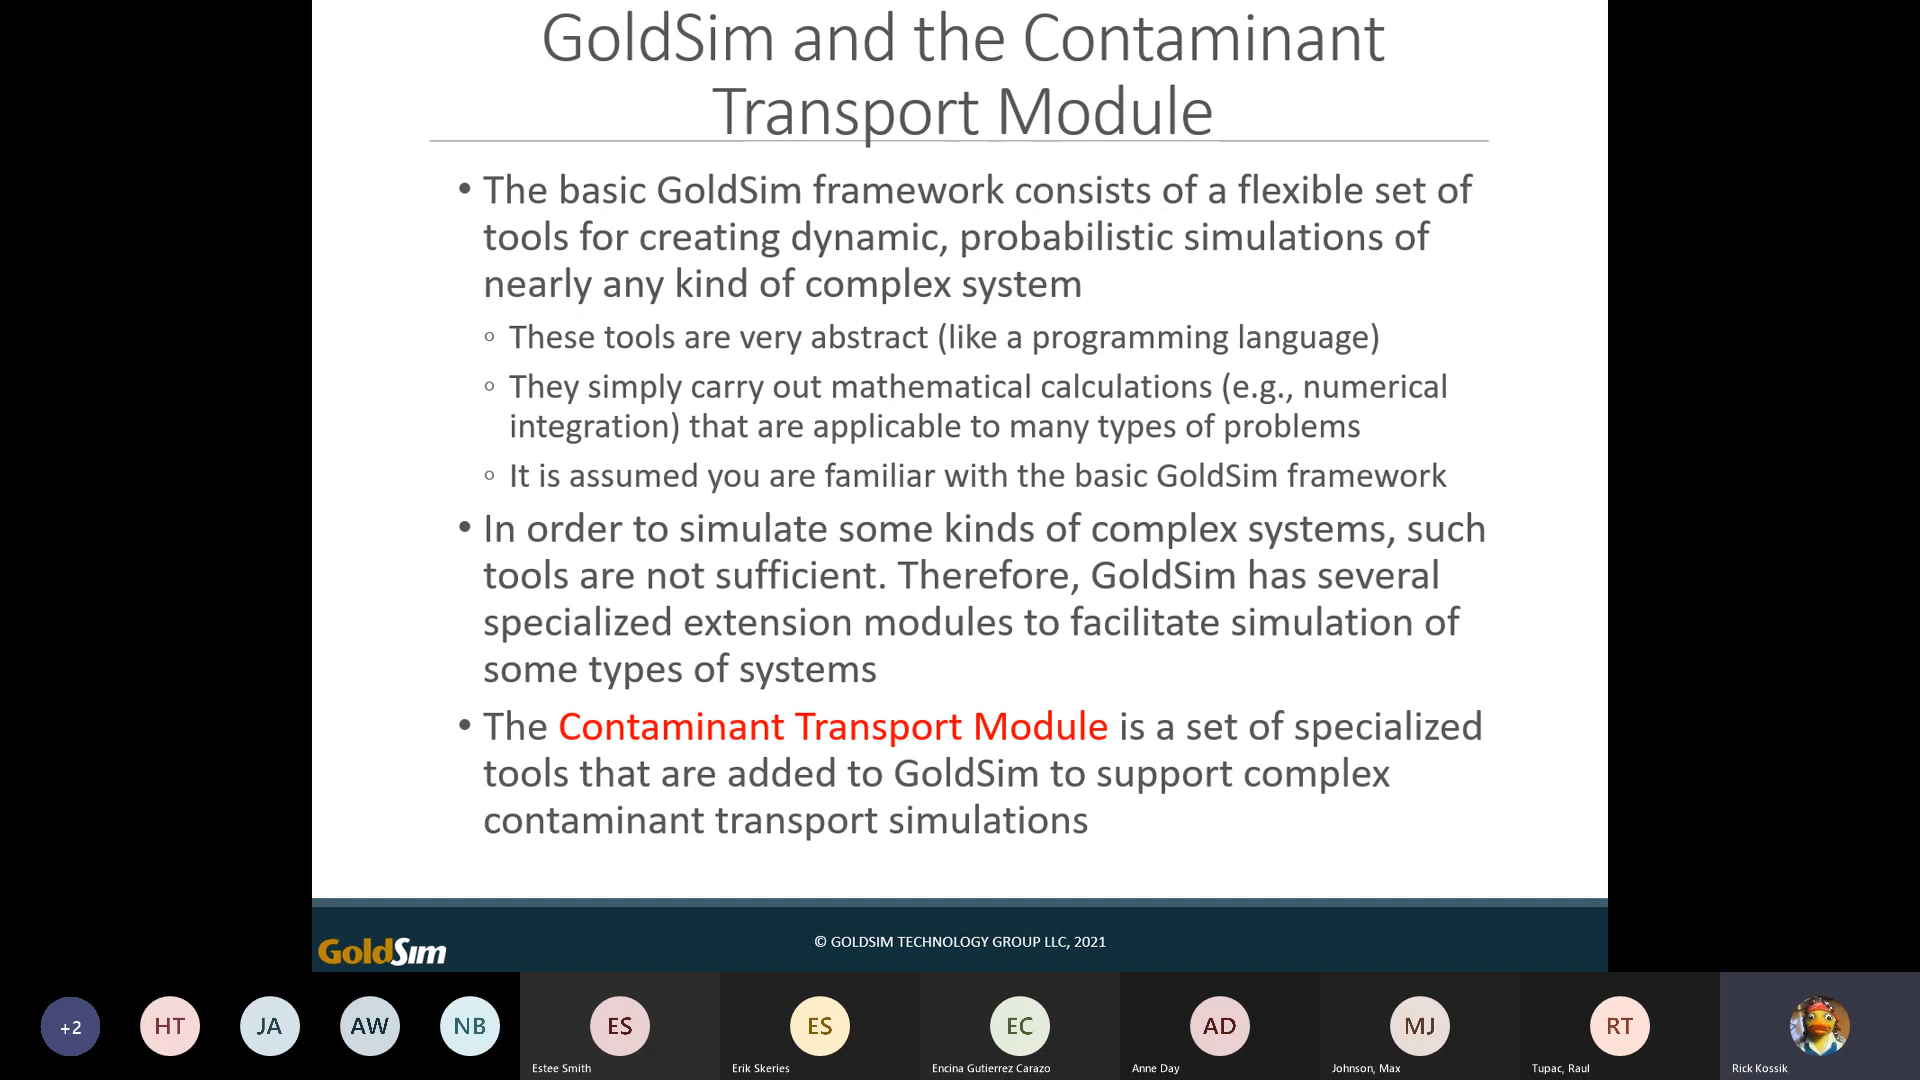 GoldSim and the Contaminant
Transport Module
• The basic GoldSim framework consists of a flexible set of
tools for creating dynamic, probabilistic simulations of
nearly any kind of complex system
◦ These tools are very abstract (like a programming language)
◦ They simply carry out mathematical calculations (e.g., numerical
integration) that are applicable to many types of problems
◦ It is assumed you are familiar with the basic GoldSim framework
• In order to simulate some kinds of complex systems, such
tools are not sufficient. Therefore, GoldSim has several
specialized extension modules to facilitate simulation of
some types of systems
• The Contaminant Transport Module is a set of specialized
tools that are added to GoldSim to support complex
contaminant transport simulations
GoldSim
© GOLDSIM TECHNOLOGY GROUP LLC, 2021
+2
HT
JA
AW
NB
ES
Estee Smith
ES
Erik Skeries
EC
Encina Gutierrez Carazo
AD
Anne Day
MJ
Johnson, Max
RT
Tupac, Raul
Rick Kossik